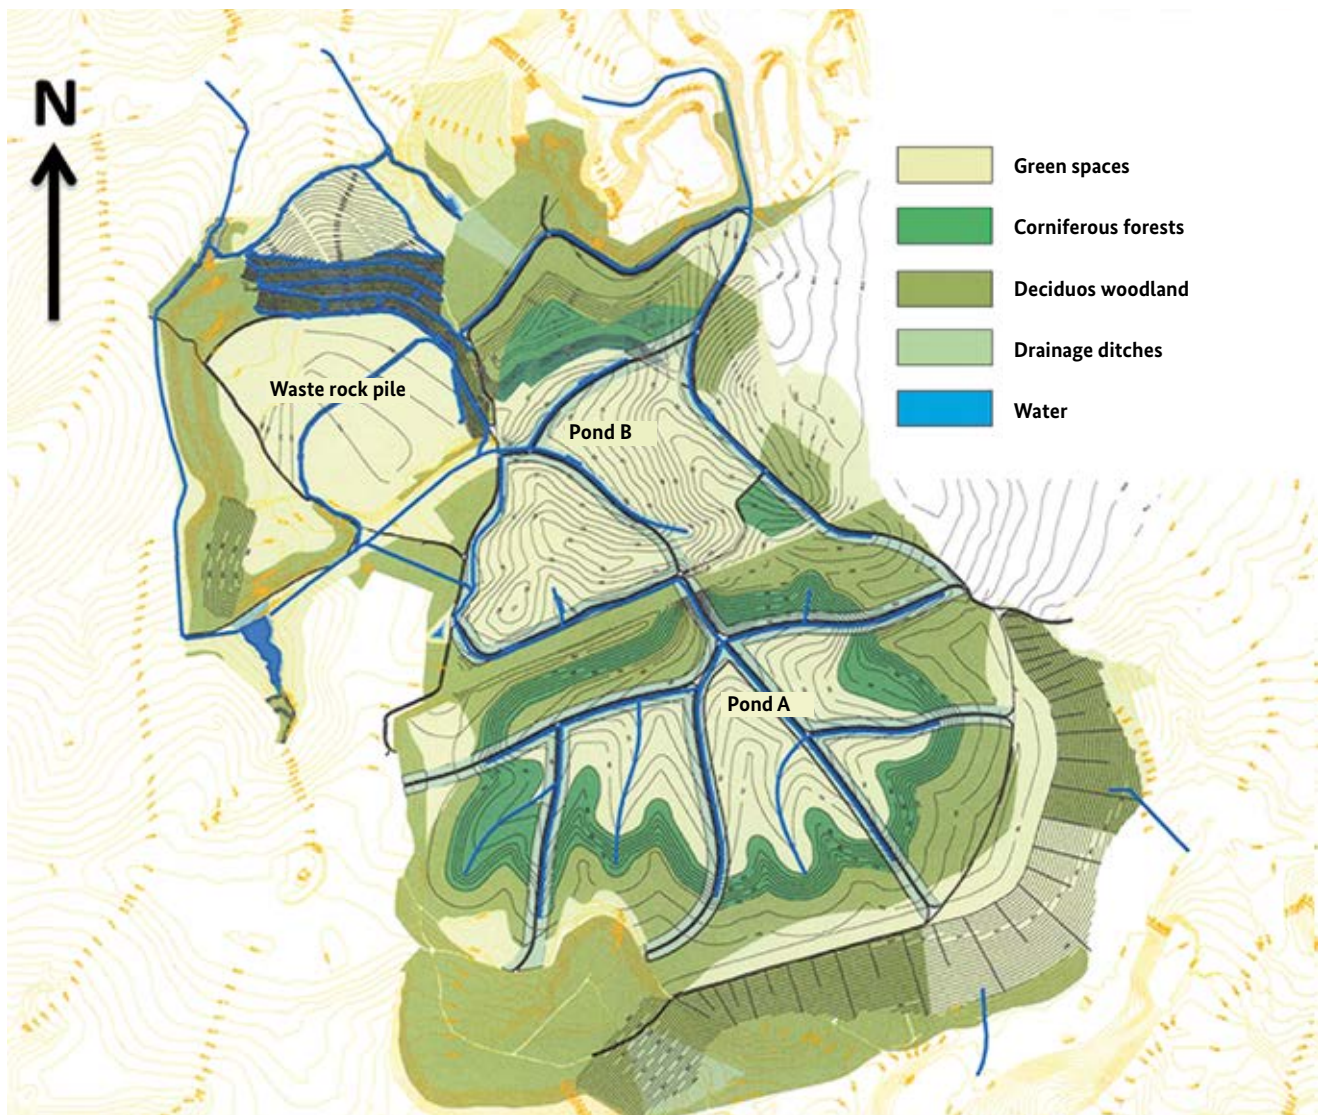 N
Green spaces
Corniferous forests
Deciduos woodland
Drainage ditches
Water
Waste rock pile
Pond B
Pond A